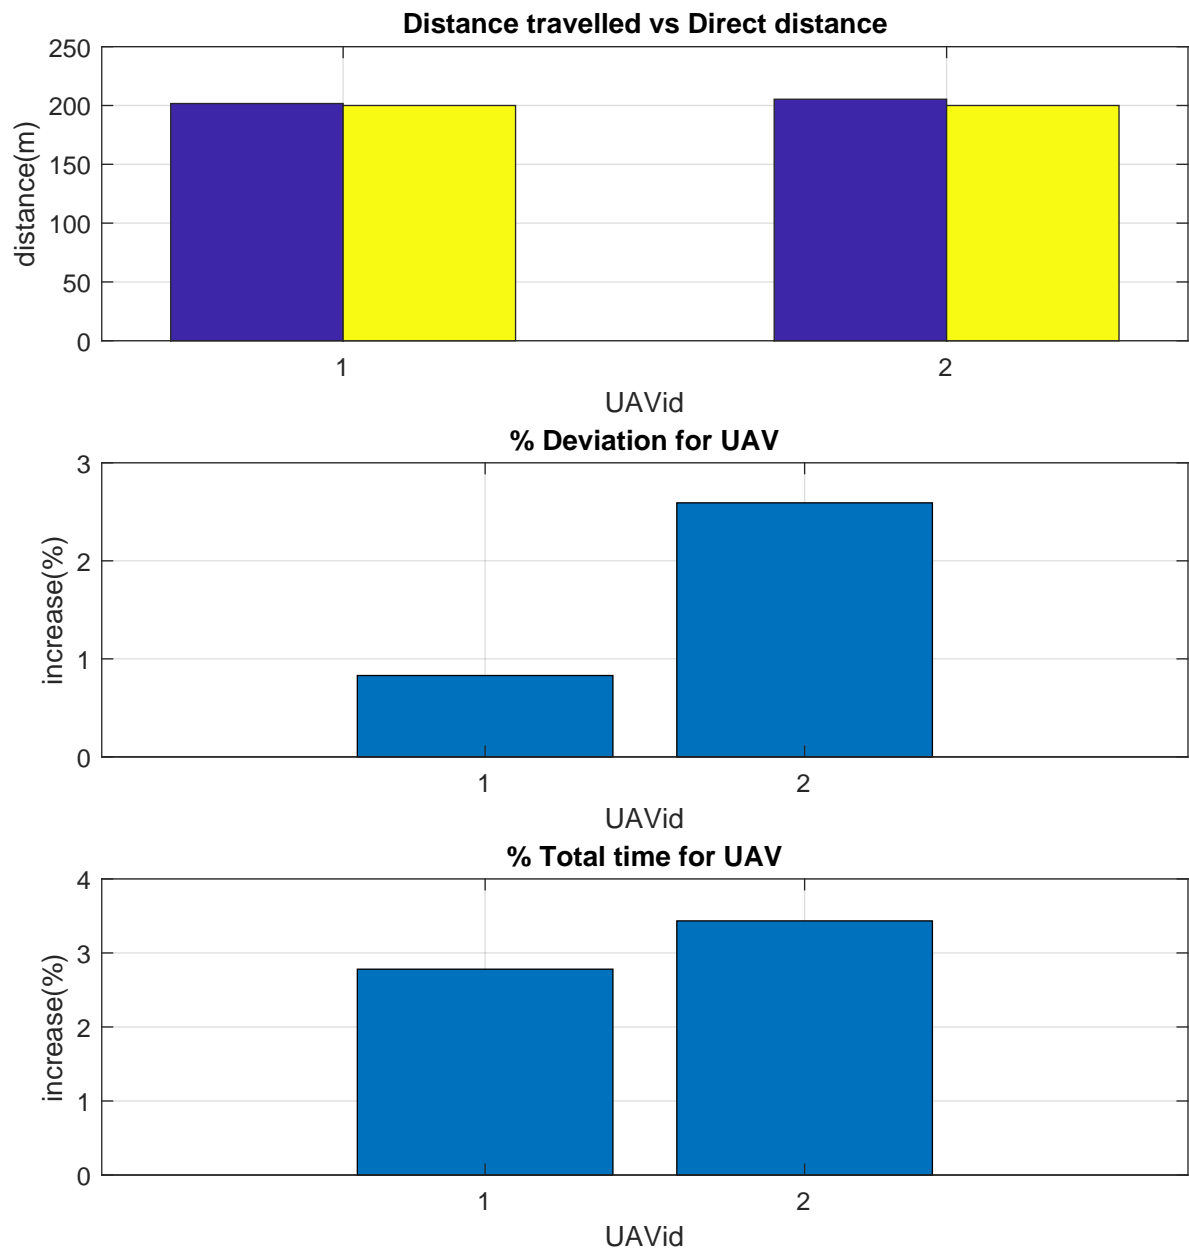 Distance travelled vs Direct distance
250
200
150
100
50
0
distance(m)
1 2
UAVid
% Deviation for UAV
3
2
1
0
increase(%)
1 2
UAVid
% Total time for UAV
4
3
2
1
0
increase(%)
1 2
UAVid